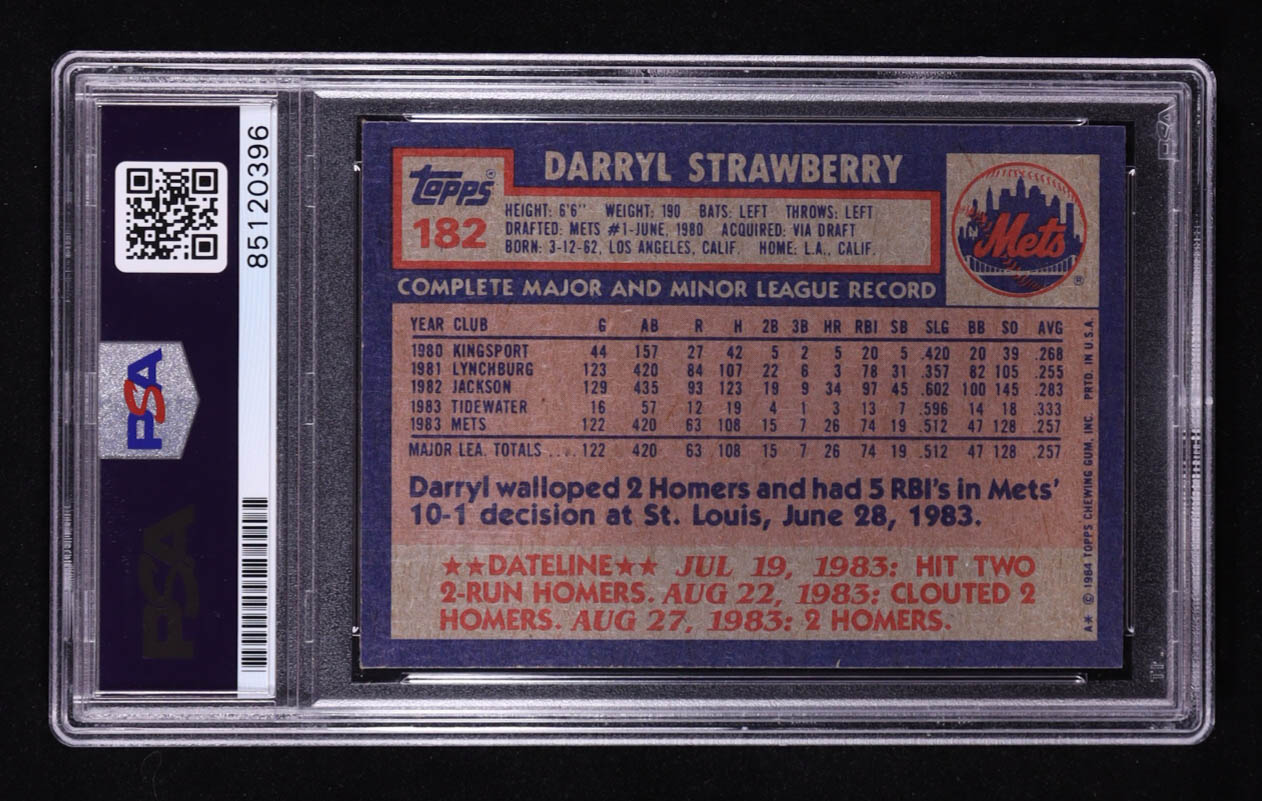 85120396
PSA
PSA
PSA
Topps®
182
DARRYL STRAWBERRY
HEIGHT: 6'6" WEIGHT: 190 BATS: LEFT THROWS: LEFT
DRAFTED: METS #1-JUNE, 1980 ACQUIRED: VIA DRAFT
BORN: 3-12-62, LOS ANGELES, CALIF. HOME: L.A., CALIF.
Mets ®
COMPLETE MAJOR AND MINOR LEAGUE RECORD
YEAR CLUB G AB R H 2B 3B HR RBI SB SLG BB SO AVG
1980 KINGSPORT 44 157 27 42 5 2 5 20 5 .420 20 39 .268
1981 LYNCHBURG 123 420 84 107 22 6 3 78 31 .357 82 105 .255
1982 JACKSON 129 435 93 123 19 9 34 97 45 .602 100 145 .283
1983 TIDEWATER 16 57 12 19 4 1 3 13 7 .596 14 18 .333
1983 METS 122 420 63 108 15 7 26 74 19 .512 47 128 .257
MAJOR LEA. TOTALS .... 122 420 63 108 15 7 26 74 19 .512 47 128 .257
Darryl walloped 2 Homers and had 5 RBI's in Mets'
10-1 decision at St. Louis, June 28, 1983.
★★DATELINE★★ JUL 19, 1983: HIT TWO
2-RUN HOMERS. AUG 22, 1983: CLOUTED 2
HOMERS. AUG 27, 1983: 2 HOMERS.
A* © 1984 TOPPS CHEWING GUM, INC. PRTD. IN U.S.A.